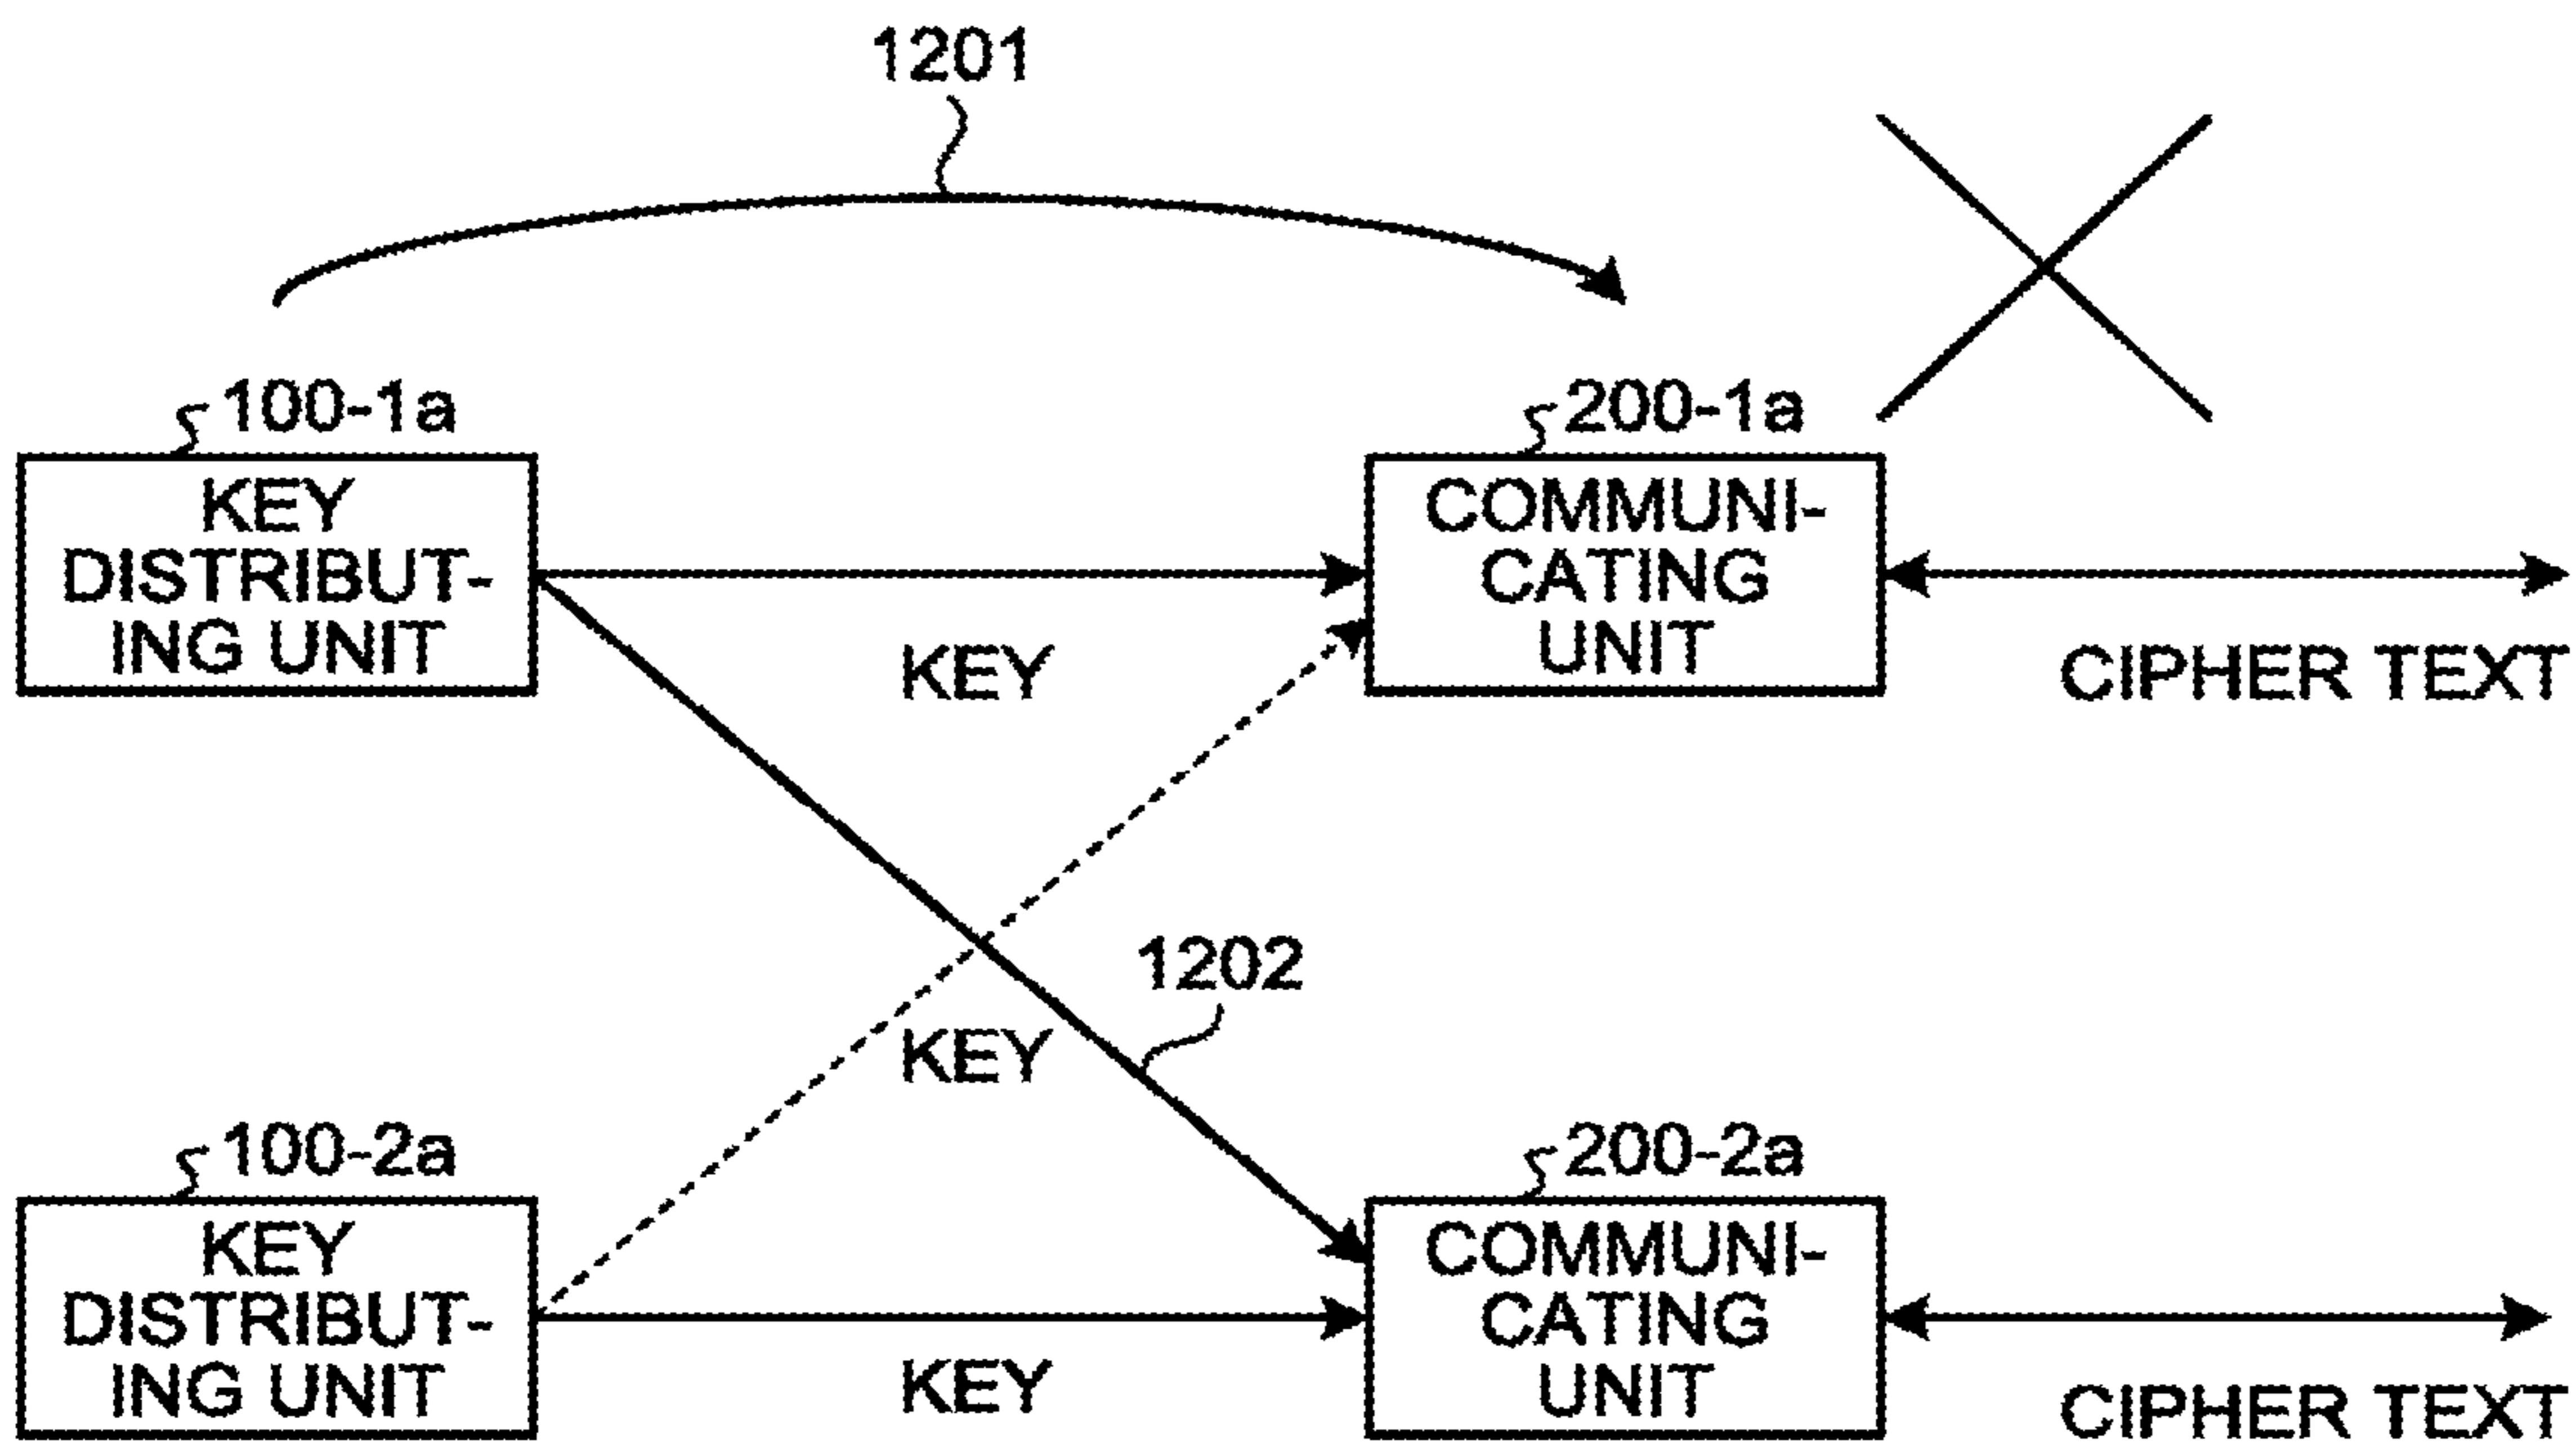 1201
100-1a
200-1a
KEY
DISTRIBUT-
ING UNIT
COMMUNI-
CATING
UNIT
KEY
CIPHER TEXT
1202
KEY
100-2a
200-2a
KEY
DISTRIBUT-
ING UNIT
COMMUNI-
CATING
UNIT
KEY
CIPHER TEXT